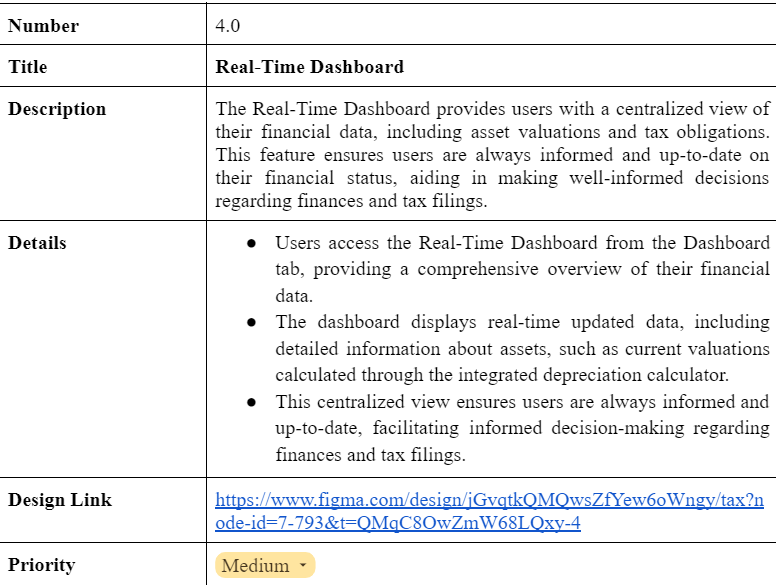 Number 4.0
Title Real-Time Dashboard
Description The Real-Time Dashboard provides users with a centralized view of
their financial data, including asset valuations and tax obligations.
This feature ensures users are always informed and up-to-date on
their financial status, aiding in making well-informed decisions
regarding finances and tax filings.
Details ● Users access the Real-Time Dashboard from the Dashboard
tab, providing a comprehensive overview of their financial
data.
● The dashboard displays real-time updated data, including
detailed information about assets, such as current valuations
calculated through the integrated depreciation calculator.
● This centralized view ensures users are always informed and
up-to-date, facilitating informed decision-making regarding
finances and tax filings.
Design Link https://www.figma.com/design/jGvqtkQMQwsZfYew6oWngy/tax?n
ode-id=7-793&t=QMqC8OwZmW68LQxy-4
Priority Medium